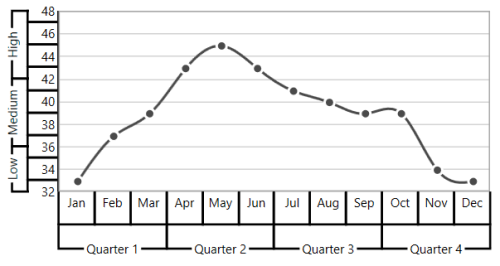 48
46
44
42
40
38
36
34
32
High
Medium
Low
Jan Feb Mar Apr May Jun Jul Aug Sep Oct Nov Dec
Quarter 1 Quarter 2 Quarter 3 Quarter 4